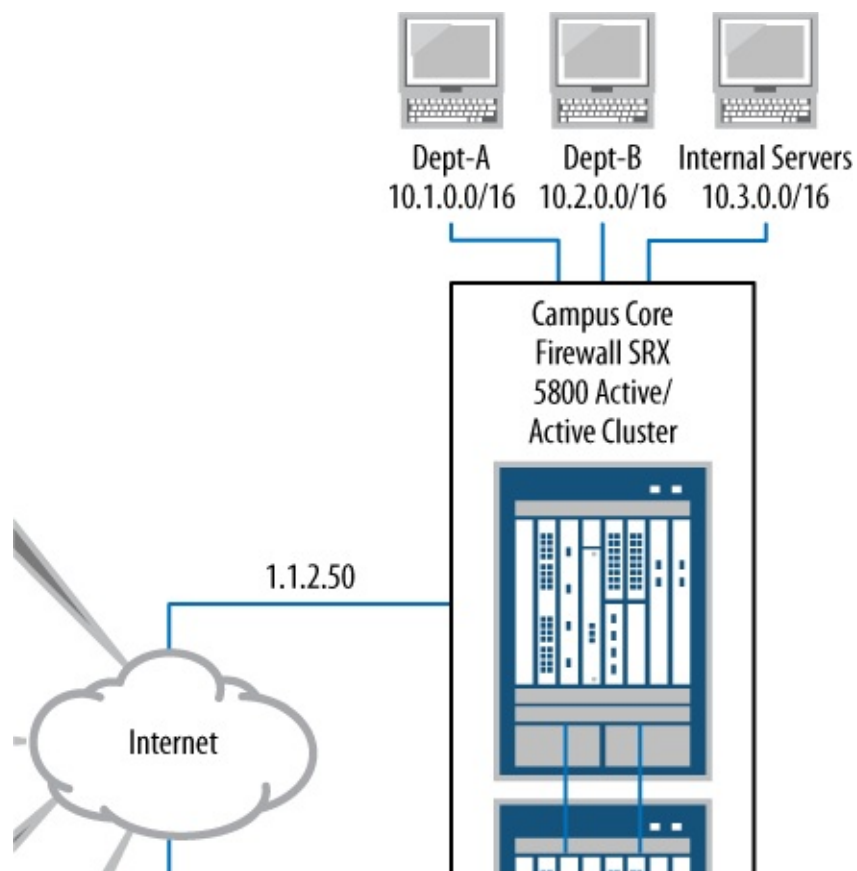 Dept-A
10.1.0.0/16
Dept-B
10.2.0.0/16
Internal Servers
10.3.0.0/16
Campus Core
Firewall SRX
5800 Active/
Active Cluster
1.1.2.50
Internet